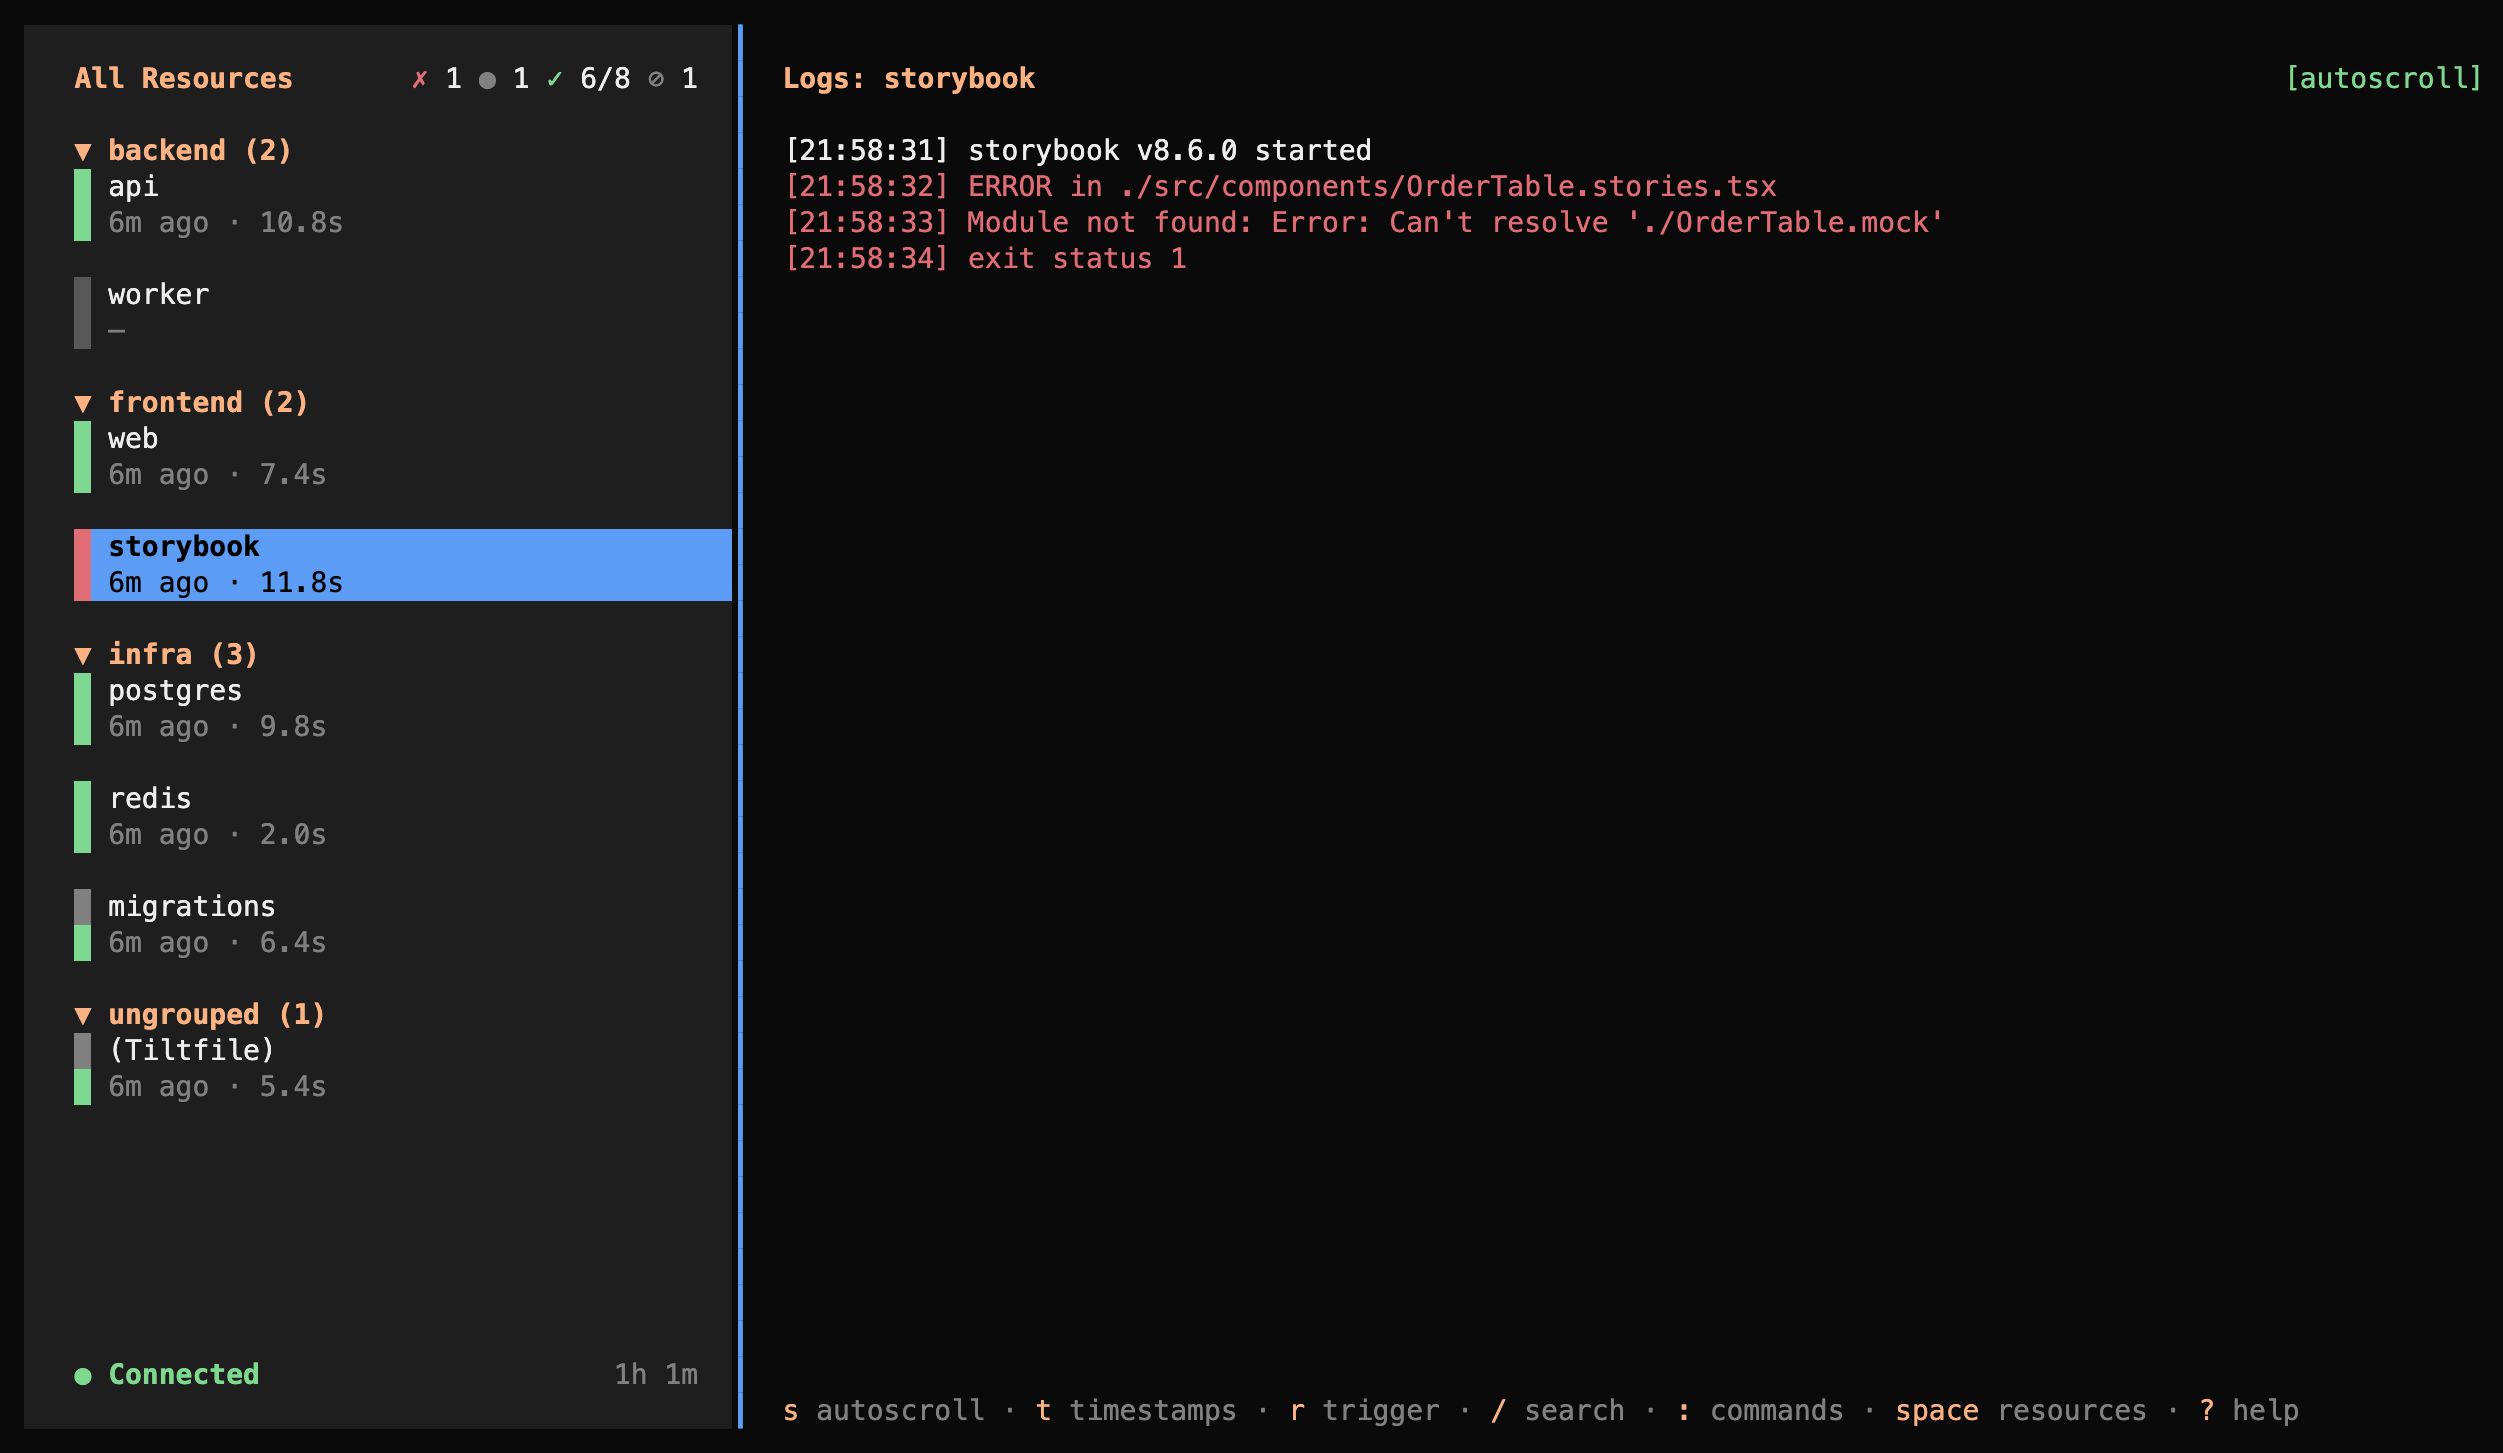 All Resources ✗ 1 ● 1 ✓ 6/8 ⊘ 1
▼ backend (2)
api
6m ago · 10.8s
worker
—
▼ frontend (2)
web
6m ago · 7.4s
storybook
6m ago · 11.8s
▼ infra (3)
postgres
6m ago · 9.8s
redis
6m ago · 2.0s
migrations
6m ago · 6.4s
▼ ungrouped (1)
(Tiltfile)
6m ago · 5.4s
● Connected 1h 1m
Logs: storybook [autoscroll]
[21:58:31] storybook v8.6.0 started
[21:58:32] ERROR in ./src/components/OrderTable.stories.tsx
[21:58:33] Module not found: Error: Can't resolve './OrderTable.mock'
[21:58:34] exit status 1
s autoscroll · t timestamps · r trigger · / search · : commands · space resources · ? help